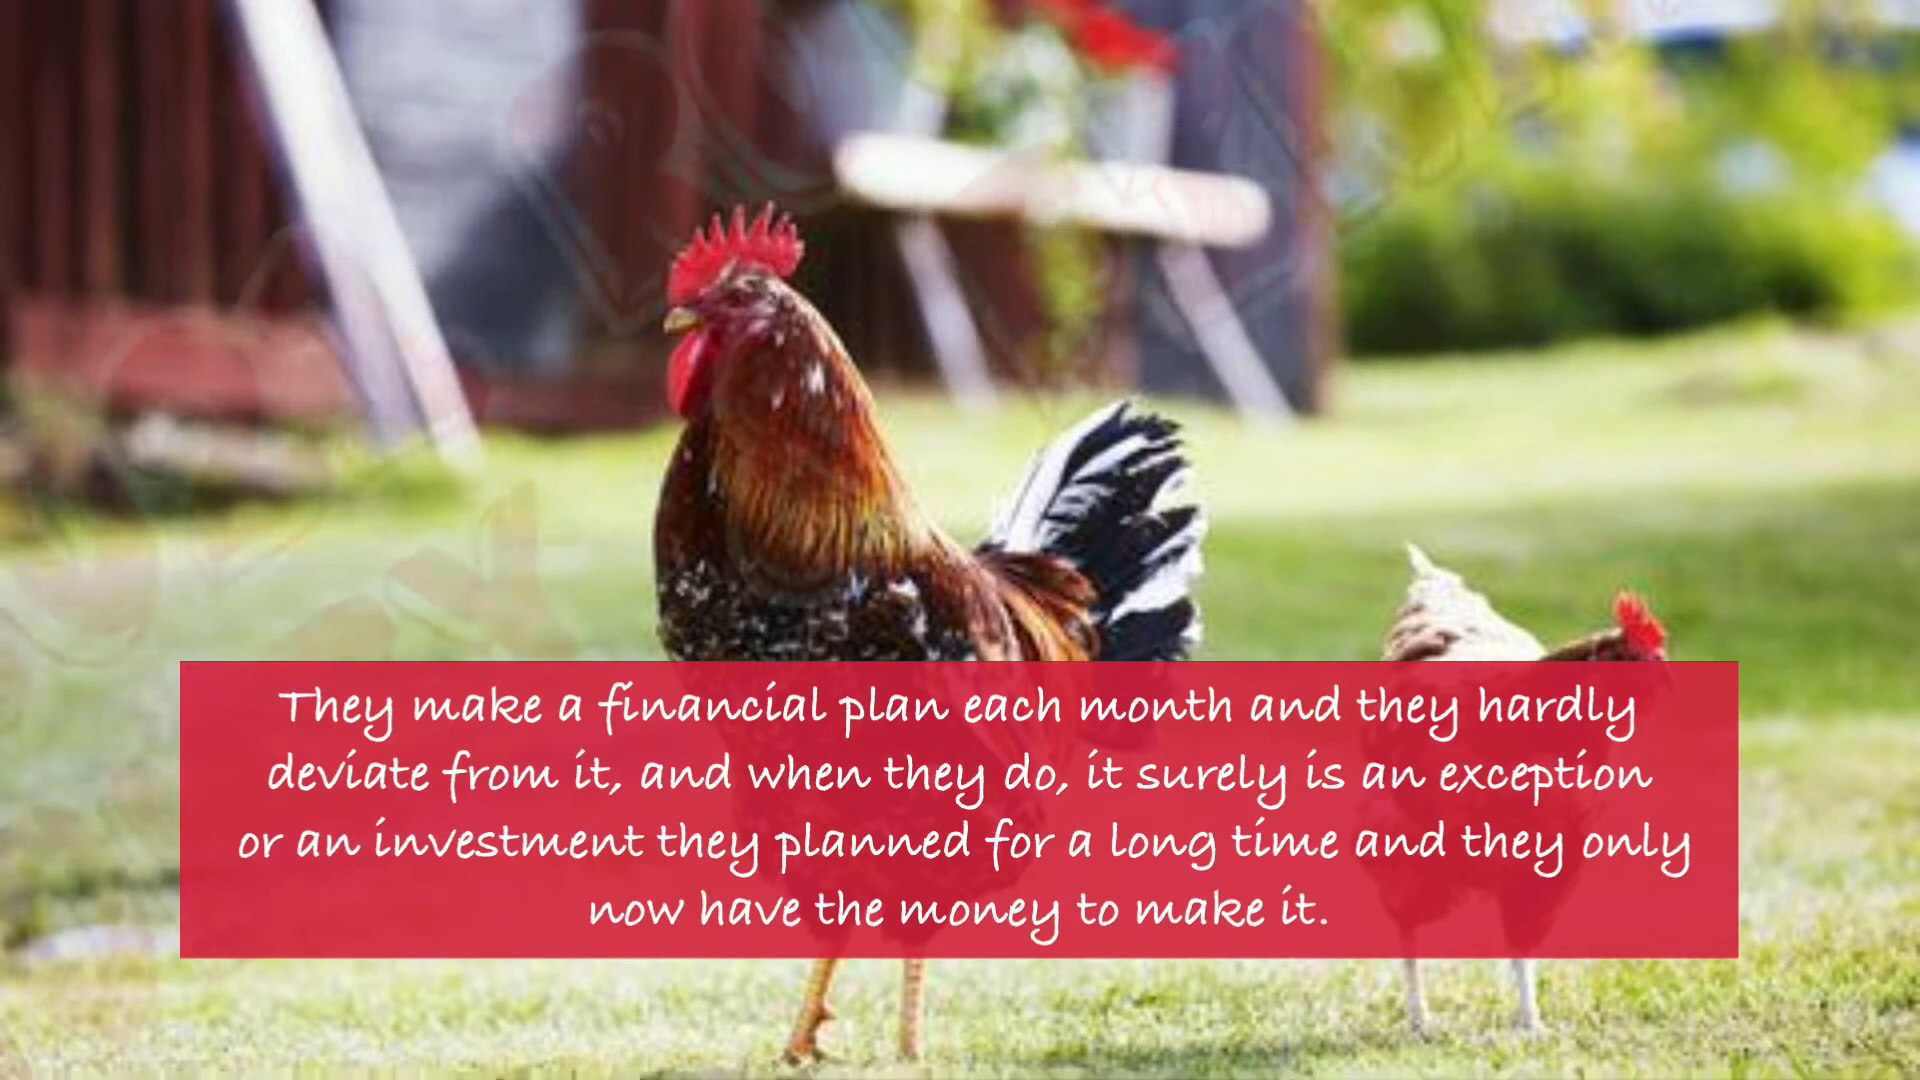 They make a financial plan each month and they hardly
deviate from it, and when they do, it surely is an exception
or an investment they planned for a long time and they only
now have the money to make it.